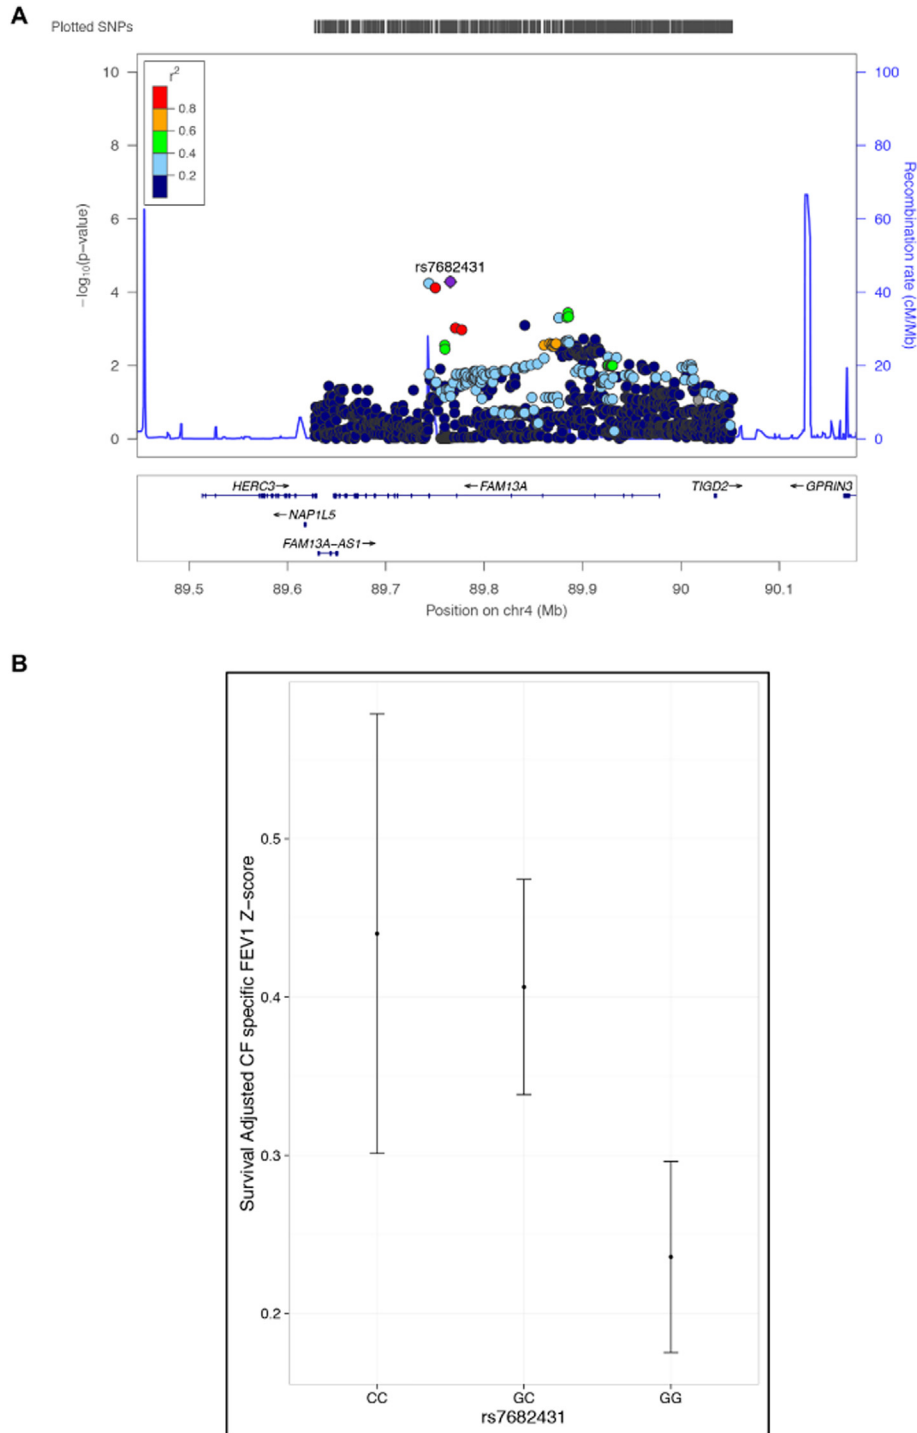 A
Plotted SNPs
10
8
6
4
2
0
−log10(p−value)
r2
0.8
0.6
0.4
0.2
rs7682431
100
80
60
40
20
0
Recombination rate (cM/Mb)
HERC3→
←FAM13A
TIGD2→
←GPRIN3
←NAP1L5
FAM13A−AS1→
89.5 89.6 89.7 89.8 89.9 90 90.1
Position on chr4 (Mb)
B
Survival Adjusted CF specific FEV1 Z−score
0.5
0.4
0.3
0.2
CC GC GG
rs7682431